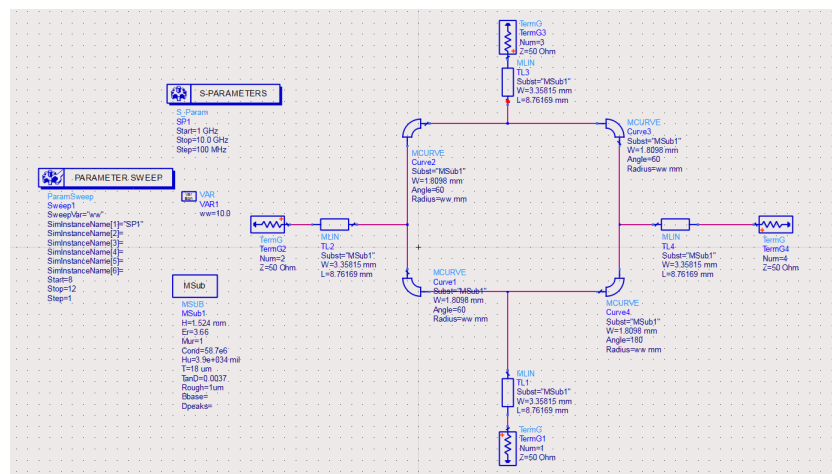 TermG
TermG3
Num=3
Z=50 Ohm
MLIN
TL3
Subst="MSub1"
W=3.35815 mm
L=8.76169 mm
S-PARAMETERS
S_Param
SP1
Start=1 GHz
Stop=10.0 GHz
Step=100 MHz
MCURVE
Curve2
Subst="MSub1"
W=1.8098 mm
Angle=60
Radius=ww mm
MCURVE
Curve3
Subst="MSub1"
W=1.8098 mm
Angle=60
Radius=ww mm
PARAMETER SWEEP
ParamSweep
Sweep1
SweepVar="ww"
SimInstanceName[1]="SP1"
SimInstanceName[2]=
SimInstanceName[3]=
SimInstanceName[4]=
SimInstanceName[5]=
SimInstanceName[6]=
Start=8
Stop=12
Step=1
Var
Eqn
VAR
VAR1
ww=10.0
TermG
TermG2
Num=2
Z=50 Ohm
MLIN
TL2
Subst="MSub1"
W=3.35815 mm
L=8.76169 mm
MLIN
TL4
Subst="MSub1"
W=3.35815 mm
L=8.76169 mm
TermG
TermG4
Num=4
Z=50 Ohm
MSub
MSUB
MSub1
H=1.524 mm
Er=3.66
Mur=1
Cond=58.7e6
Hu=3.9e+034 mil
T=18 um
TanD=0.0037
Rough=1um
Bbase=
Dpeaks=
MCURVE
Curve1
Subst="MSub1"
W=1.8098 mm
Angle=60
Radius=ww mm
MCURVE
Curve4
Subst="MSub1"
W=1.8098 mm
Angle=180
Radius=ww mm
MLIN
TL1
Subst="MSub1"
W=3.35815 mm
L=8.76169 mm
TermG
TermG1
Num=1
Z=50 Ohm